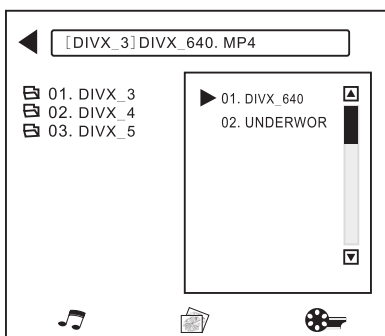 [DIVX_3]DIVX_640. MP4
01. DIVX_3
02. DIVX_4
03. DIVX_5
01. DIVX_640
02. UNDERWOR